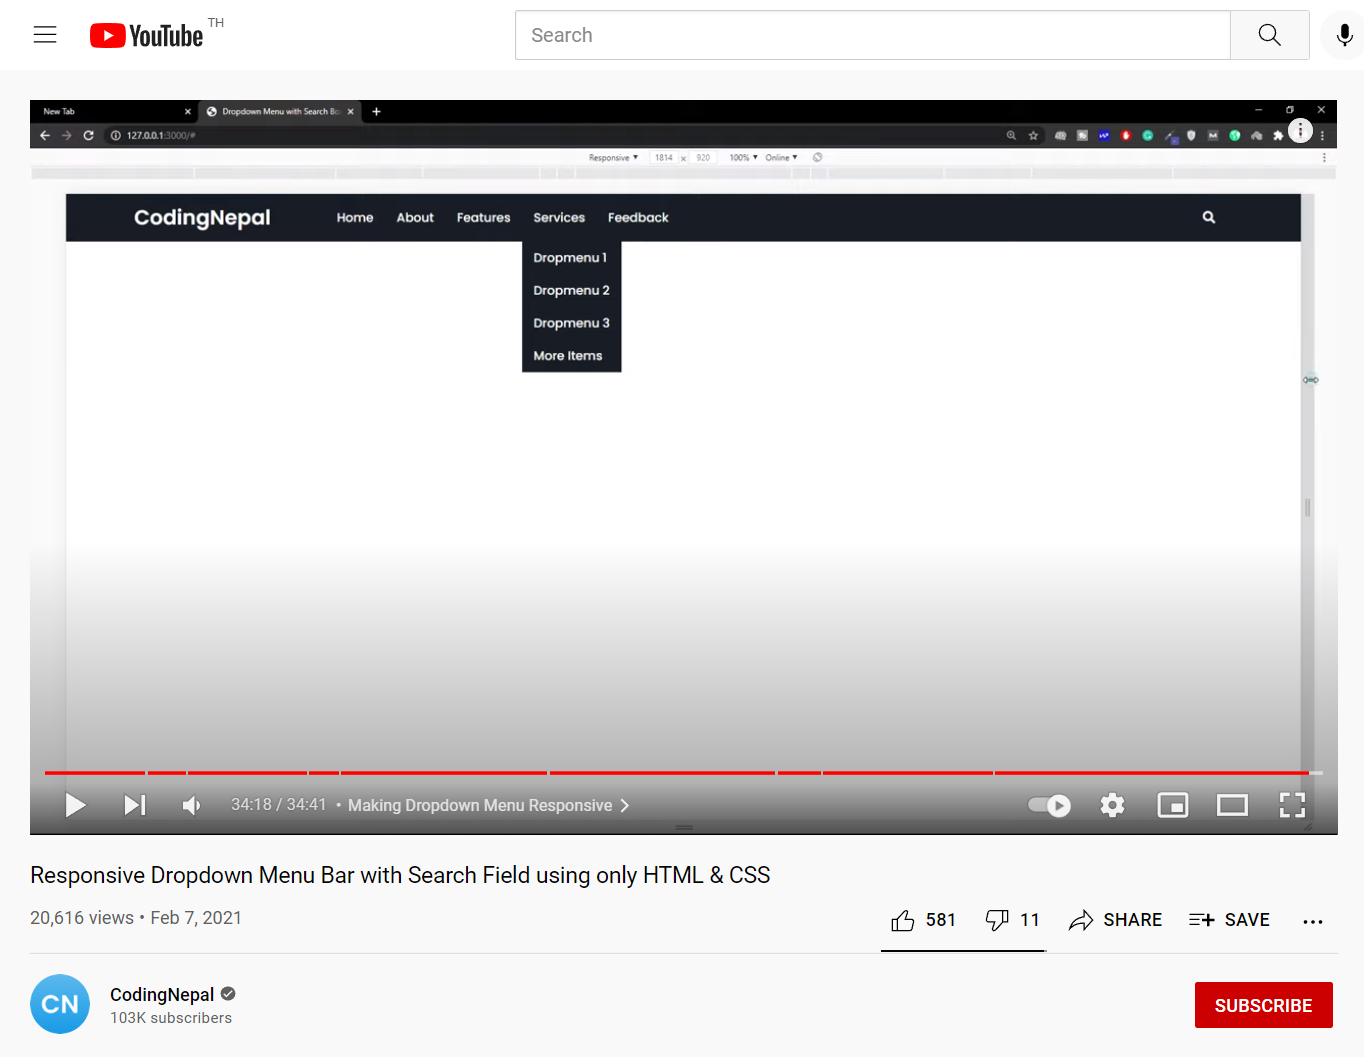 YouTube TH
Search
New Tab
Dropdown Menu with Search Bo
127.0.0.1:3000/#
Responsive 1814 x 920 100% Online
CodingNepal Home About Features Services Feedback
Dropmenu 1
Dropmenu 2
Dropmenu 3
More Items
34:18 / 34:41 • Making Dropdown Menu Responsive
Responsive Dropdown Menu Bar with Search Field using only HTML & CSS
20,616 views • Feb 7, 2021
581 11 SHARE SAVE
CN
CodingNepal
103K subscribers
SUBSCRIBE